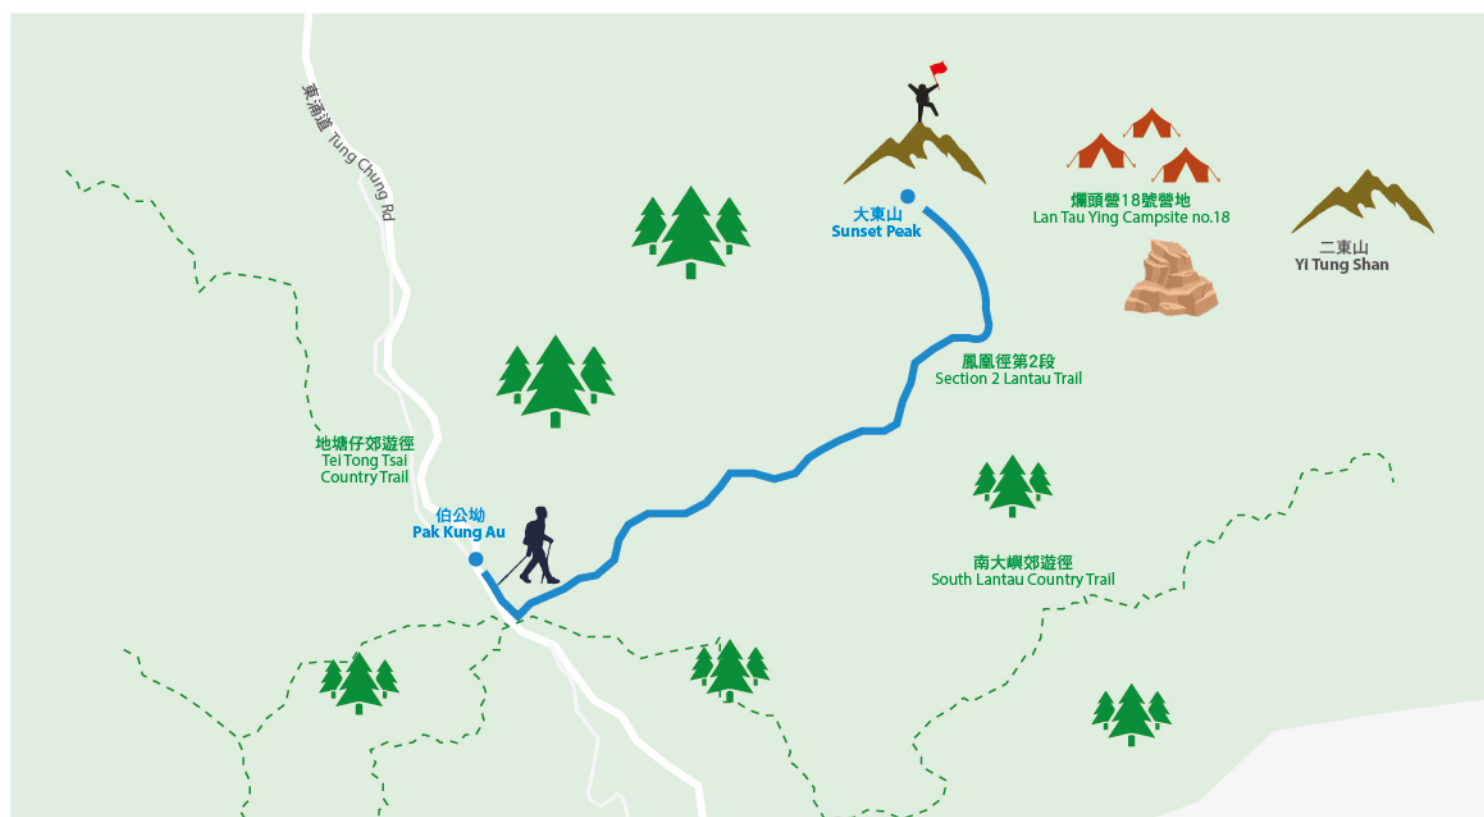 東涌道 Tung Chung Rd
大東山
Sunset Peak
爛頭營18號營地
Lan Tau Ying Campsite no.18
二東山
Yi Tung Shan
鳳凰徑第2段
Section 2 Lantau Trail
地塘仔郊遊徑
Tei Tong Tsai
Country Trail
伯公坳
Pak Kung Au
南大嶼郊遊徑
South Lantau Country Trail